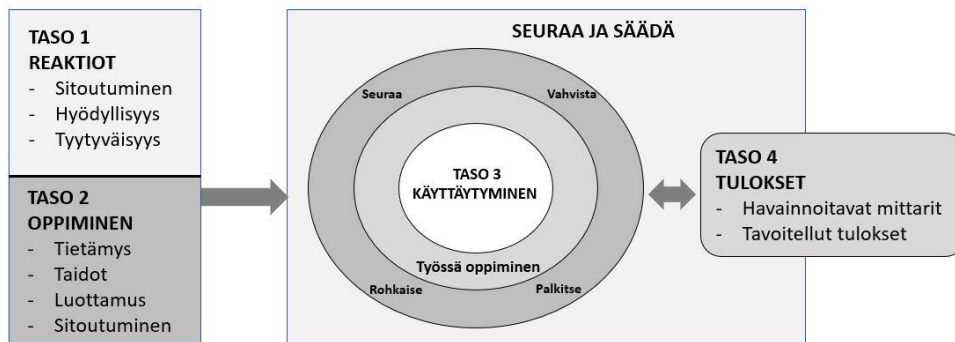 TASO 1
REAKTIOT
- Sitoutuminen
- Hyödyllisyys
- Tyytyväisyys
TASO 2
OPPIMINEN
- Tietämys
- Taidot
- Luottamus
- Sitoutuminen
SEURAA JA SÄÄDÄ
Seuraa
Vahvista
TASO 3
KÄYTTÄYTYMINEN
Työssä oppiminen
Rohkaise
Palkitse
TASO 4
TULOKSET
- Havainnoitavat mittarit
- Tavoitellut tulokset